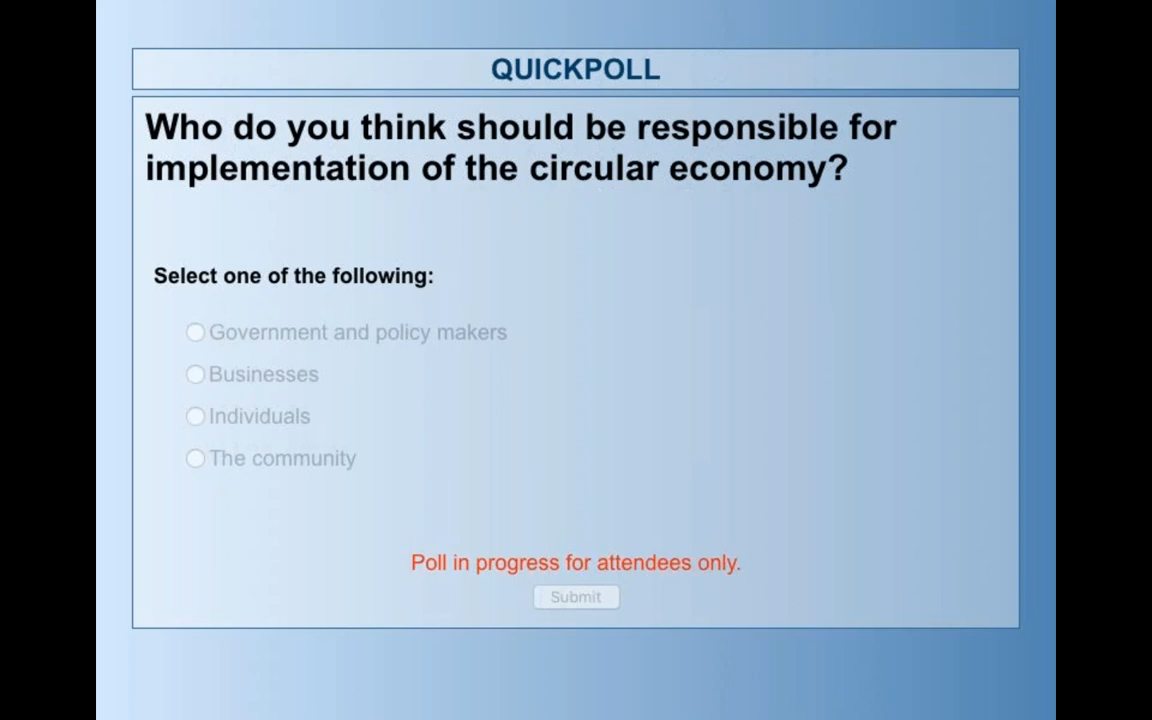 QUICKPOLL
Who do you think should be responsible for
implementation of the circular economy?
Select one of the following:
Government and policy makers
Businesses
Individuals
The community
Poll in progress for attendees only.
Submit